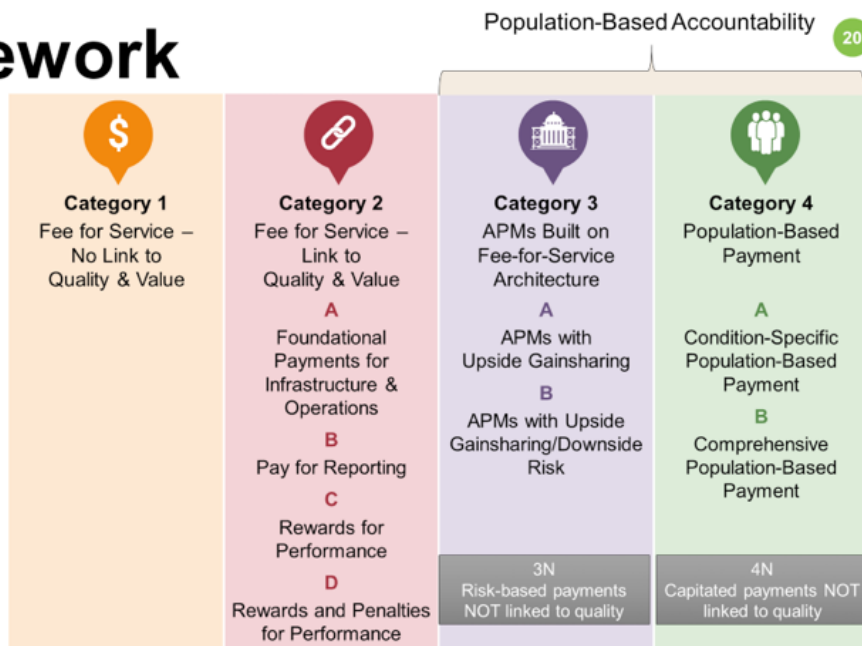 ework
Population-Based Accountability
20
$
Category 1
Fee for Service –
No Link to
Quality & Value
Category 2
Fee for Service –
Link to
Quality & Value
A
Foundational
Payments for
Infrastructure &
Operations
B
Pay for Reporting
C
Rewards for
Performance
D
Rewards and Penalties
for Performance
Category 3
APMs Built on
Fee-for-Service
Architecture
A
APMs with
Upside Gainsharing
B
APMs with Upside
Gainsharing/Downside
Risk
3N
Risk-based payments
NOT linked to quality
Category 4
Population-Based
Payment
A
Condition-Specific
Population-Based
Payment
B
Comprehensive
Population-Based
Payment
4N
Capitated payments NOT
linked to quality